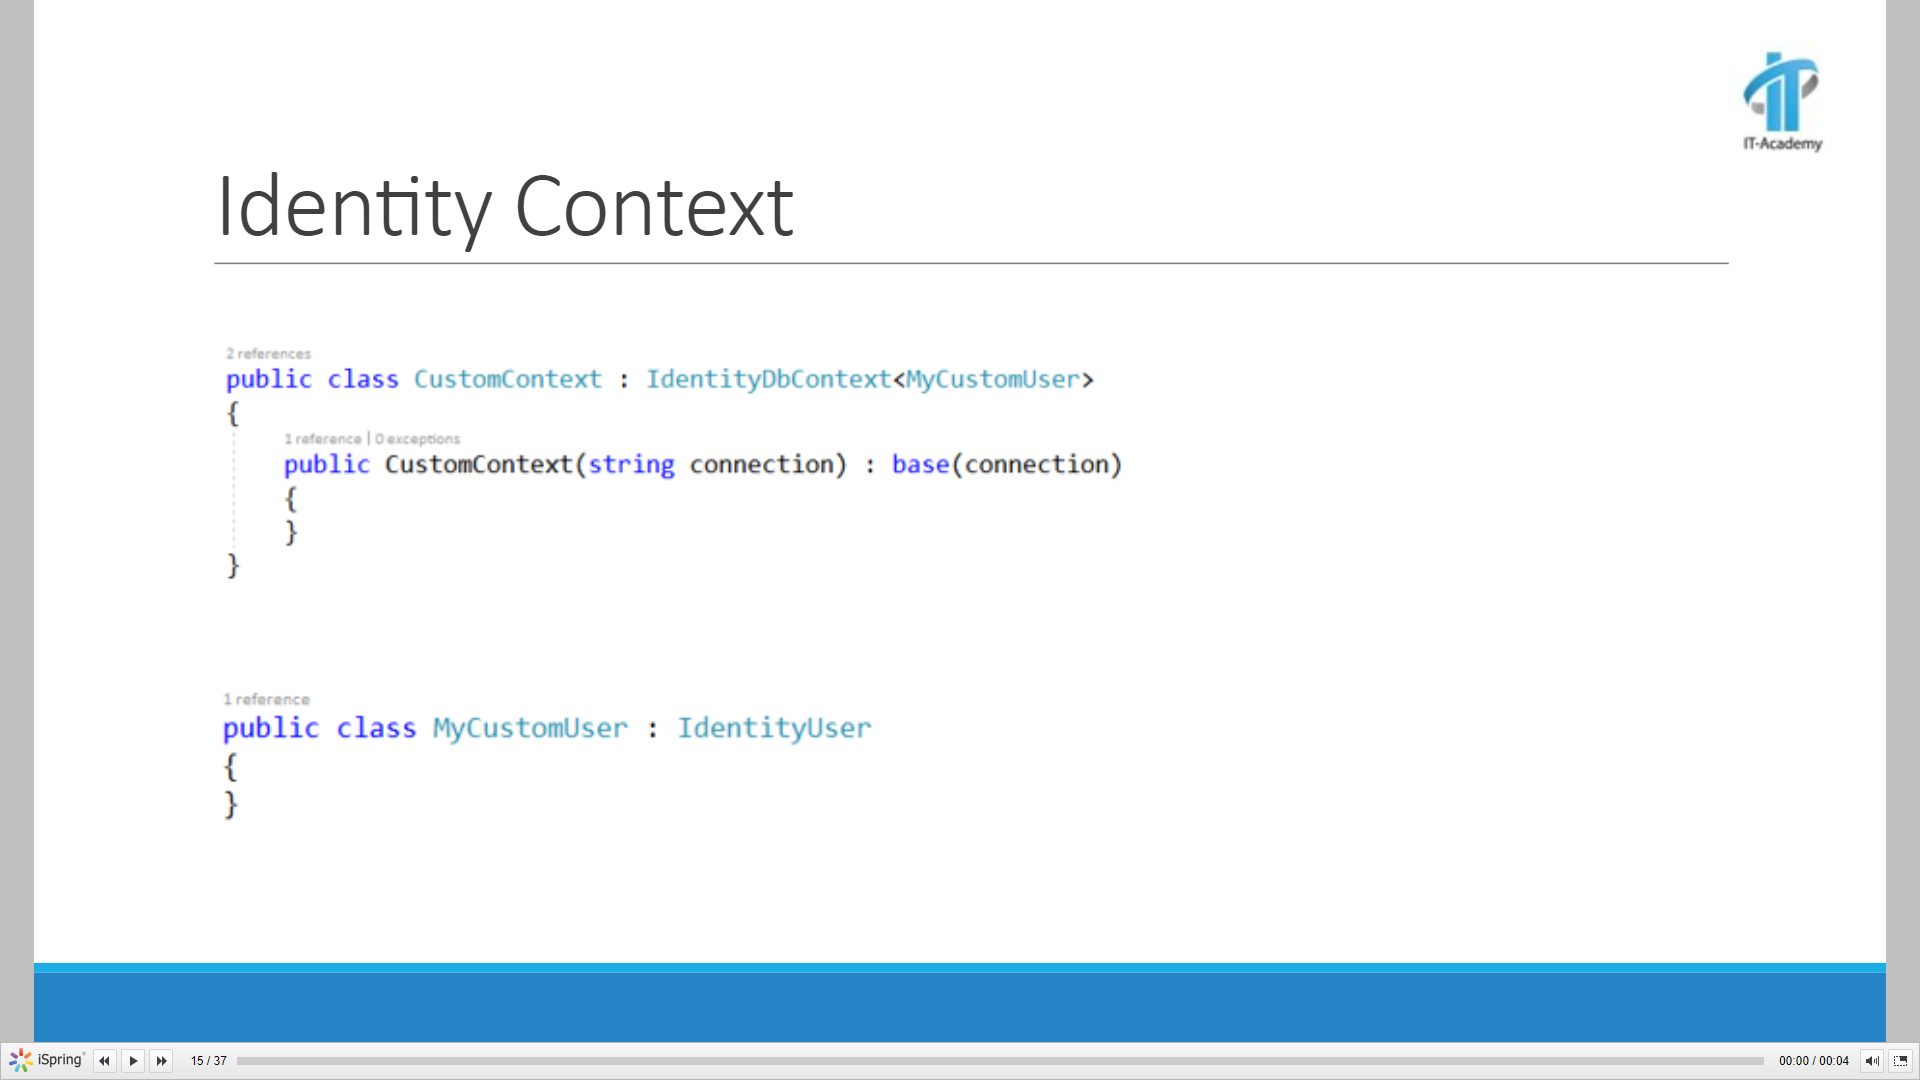 IT-Academy
Identity Context
2 references
public class CustomContext : IdentityDbContext<MyCustomUser>
{
1 reference | 0 exceptions
public CustomContext(string connection) : base(connection)
{
}
}
1 reference
public class MyCustomUser : IdentityUser
{
}
iSpring 15 / 37 00:00 / 00:04